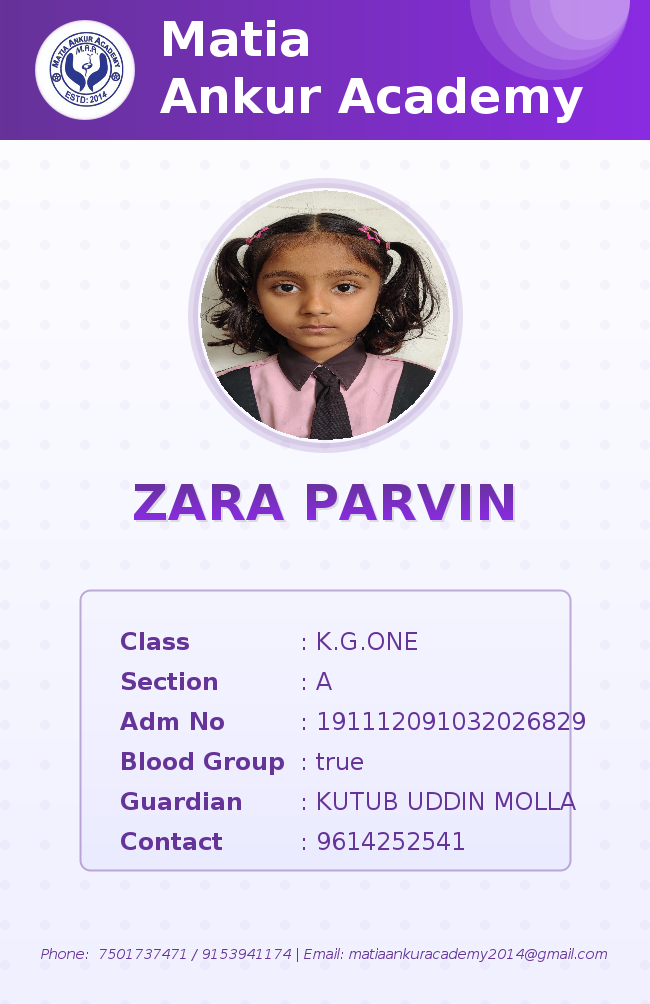 Matia
Ankur Academy
MATIA ANKUR ACADEMY
M.A.A
ESTD: 2014
ZARA PARVIN
Class : K.G.ONE
Section : A
Adm No : 191112091032026829
Blood Group : true
Guardian : KUTUB UDDIN MOLLA
Contact : 9614252541
Phone: 7501737471 / 9153941174 | Email: matiaankuracademy2014@gmail.com